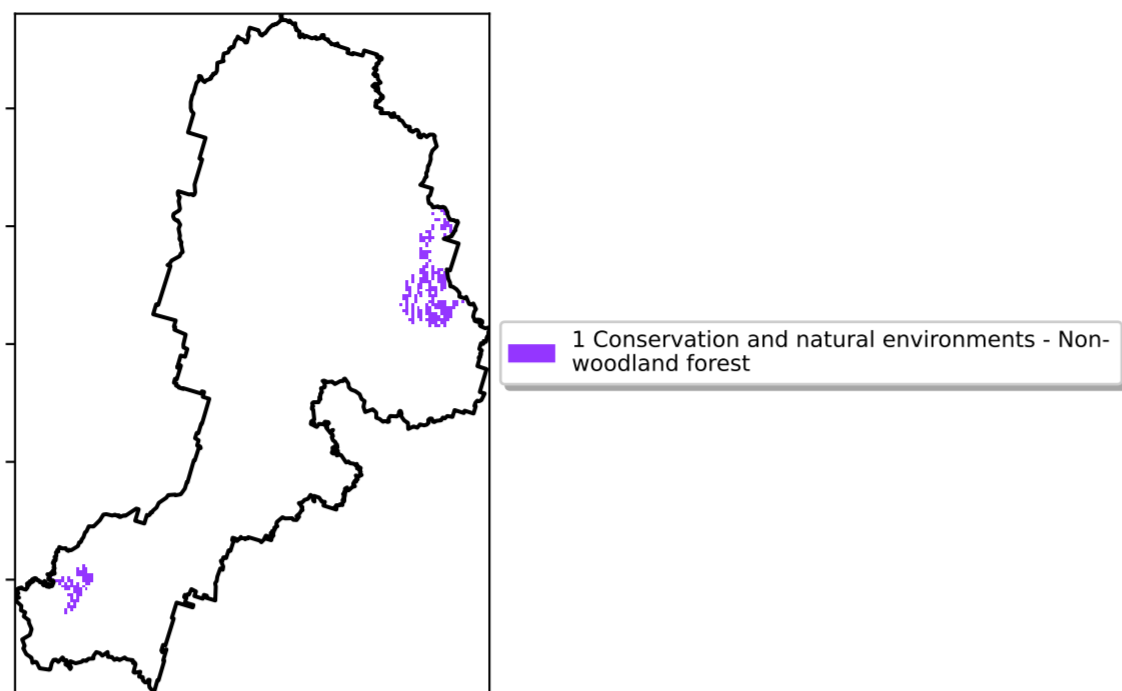 1 Conservation and natural environments - Non-
woodland forest